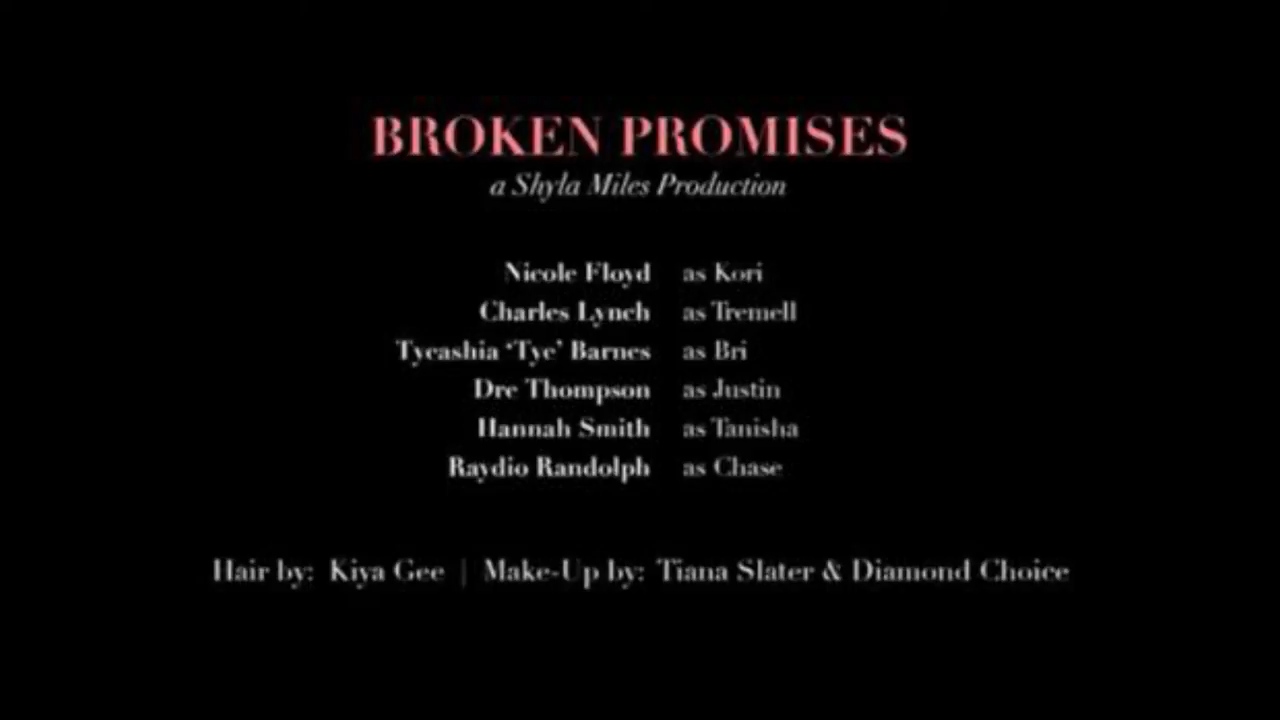 BROKEN PROMISES
a Shyla Miles Production
Nicole Floyd as Kori
Charles Lynch as Tremell
Tyeashia ‘Tye’ Barnes as Bri
Dre Thompson as Justin
Hannah Smith as Tanisha
Raydio Randolph as Chase
Hair by: Kiya Gee | Make-Up by: Tiana Slater & Diamond Choice